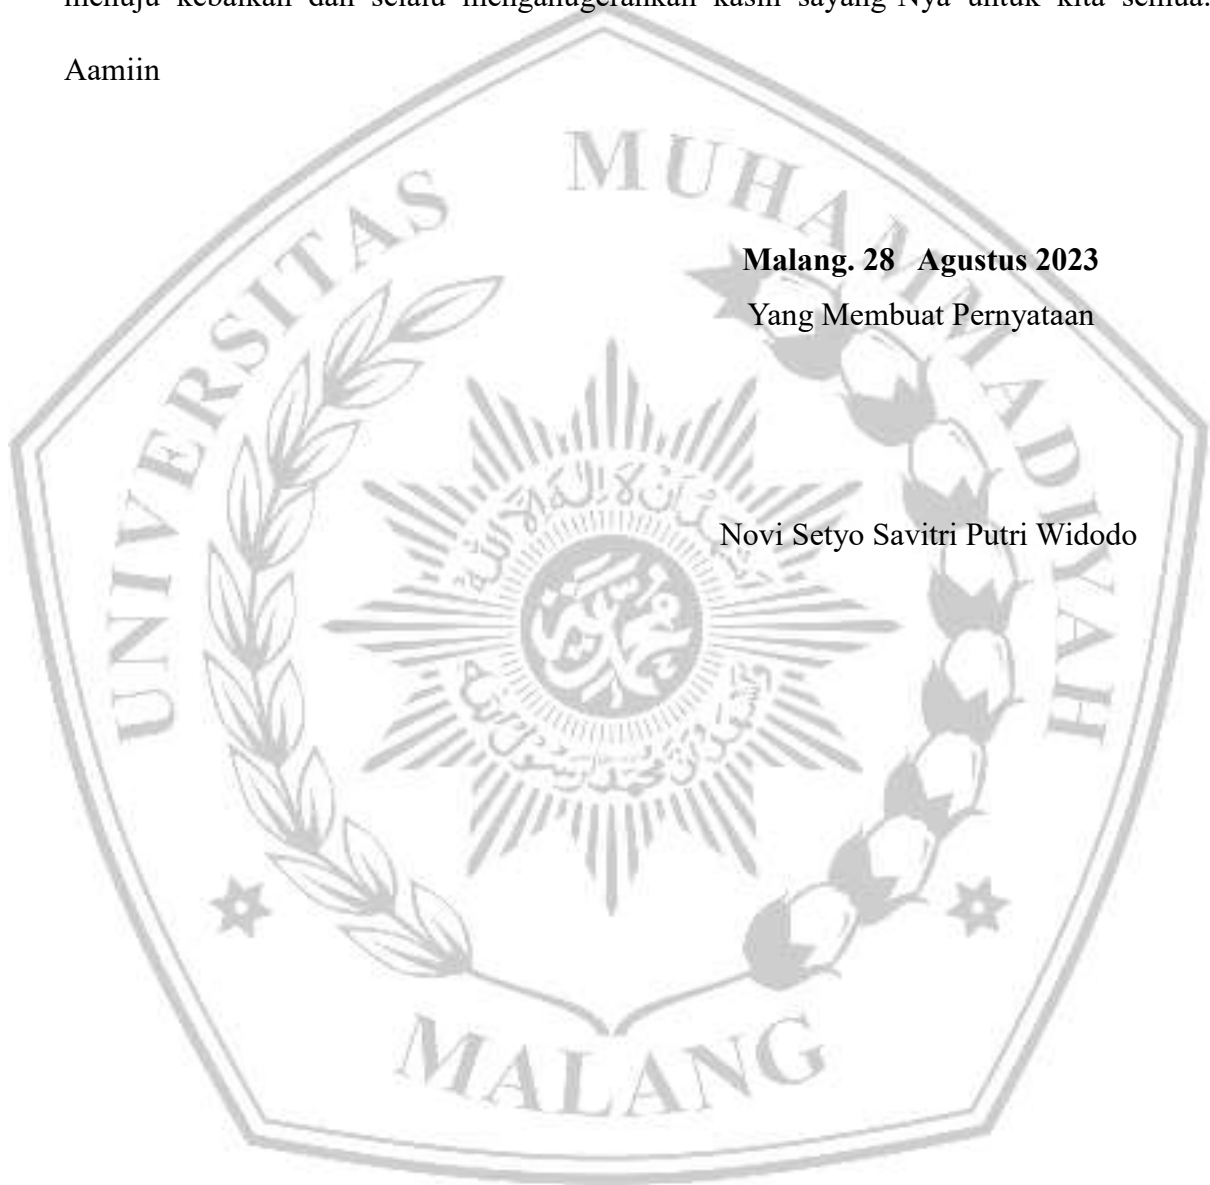 menuju kebaikan dan selalu menganugerahkan kasih sayang-Nya untuk kita semua.
Aamiin
UNIVERSITAS MUHAMMADIYAH
Malang. 28 Agustus 2023
Yang Membuat Pernyataan
Novi Setyo Savitri Putri Widodo
MALANG